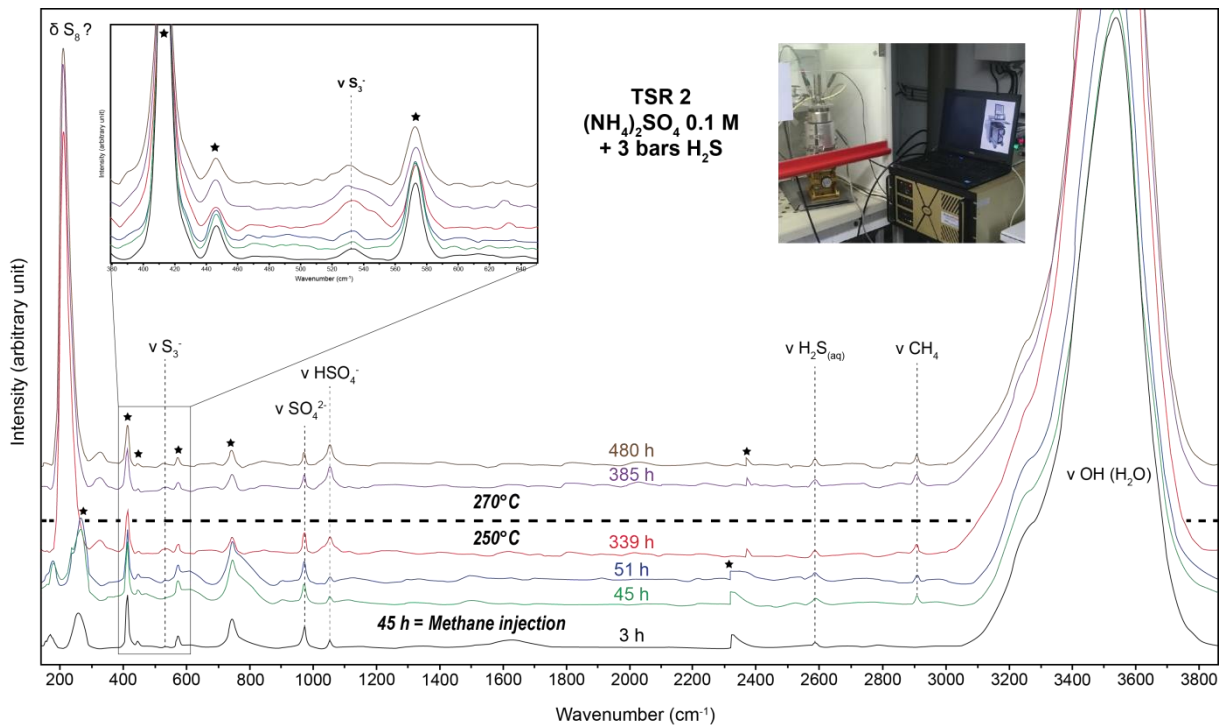 δ S₈ ?
Intensity (arbitrary unit)
380 400 420 440 460 480 500 520 540 560 580 600 620 640
Wavenumber (cm⁻¹)
ν S₃⁻
TSR 2
(NH₄)₂SO₄ 0.1 M
+ 3 bars H₂S
ν S₃⁻
ν SO₄²⁻
ν HSO₄⁻
ν H₂S(aq)
ν CH₄
ν OH (H₂O)
480 h
385 h
270°C
250°C
339 h
51 h
45 h
45 h = Methane injection
3 h
Intensity (arbitrary unit)
200 400 600 800 1000 1200 1400 1600 1800 2000 2200 2400 2600 2800 3000 3200 3400 3600 3800
Wavenumber (cm⁻¹)